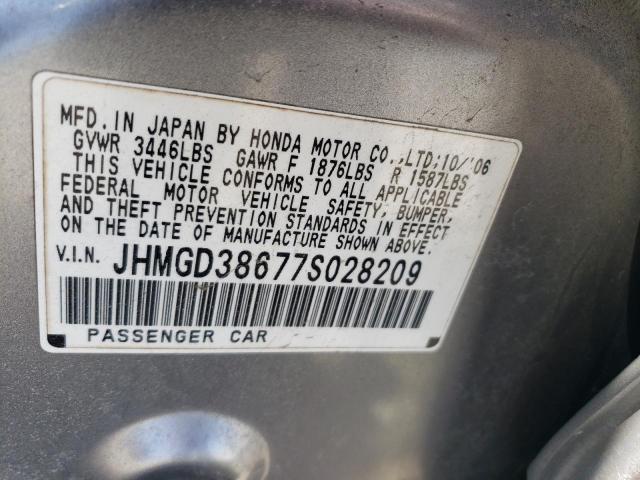 MFD. IN JAPAN BY HONDA MOTOR CO., LTD: 10/'06
GVWR 3446LBS GAWR F 1876LBS R 1587LBS
THIS VEHICLE CONFORMS TO ALL APPLICABLE
FEDERAL MOTOR VEHICLE SAFETY, BUMPER,
AND THEFT PREVENTION STANDARDS IN EFFECT
ON THE DATE OF MANUFACTURE SHOWN ABOVE.
V.I.N. JHMGD38677S028209
PASSENGER CAR